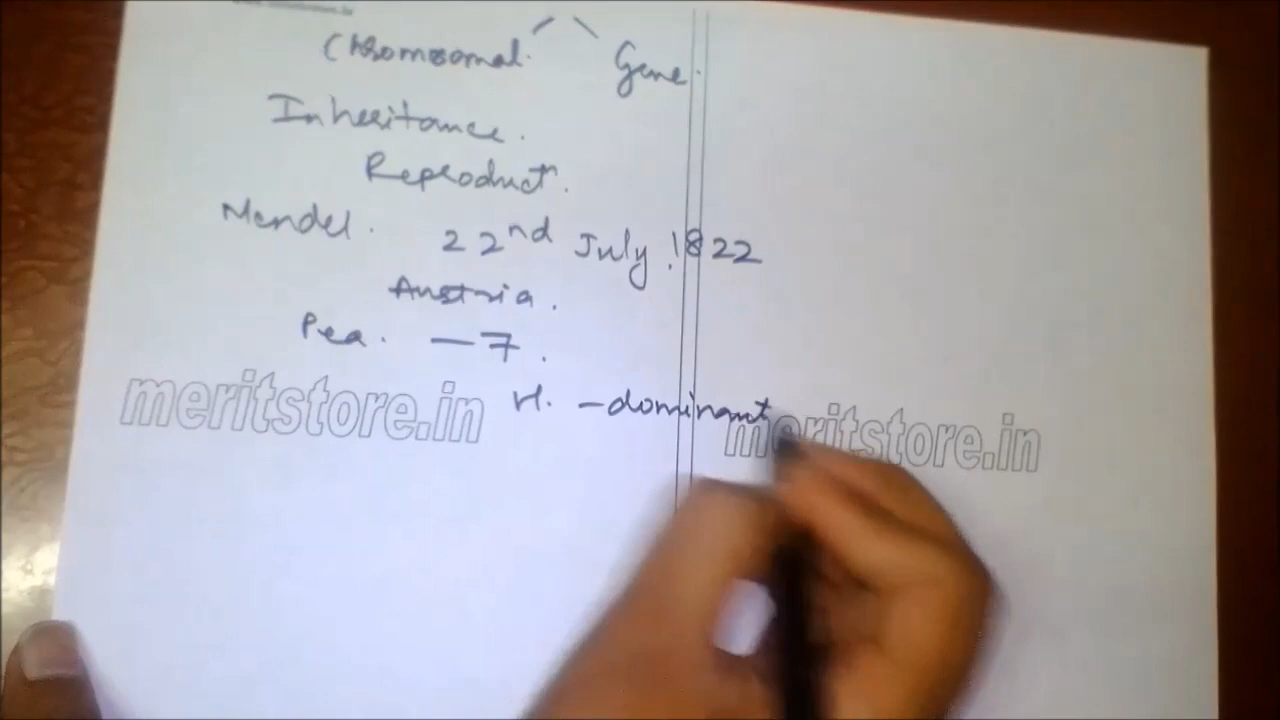 Chromosomal. Gene.
Inheritance.
Reproduct.
Mendel. 22nd July 1822
Austria.
Pea. - 7.
H. - dominant
meritstore.in meritstore.in